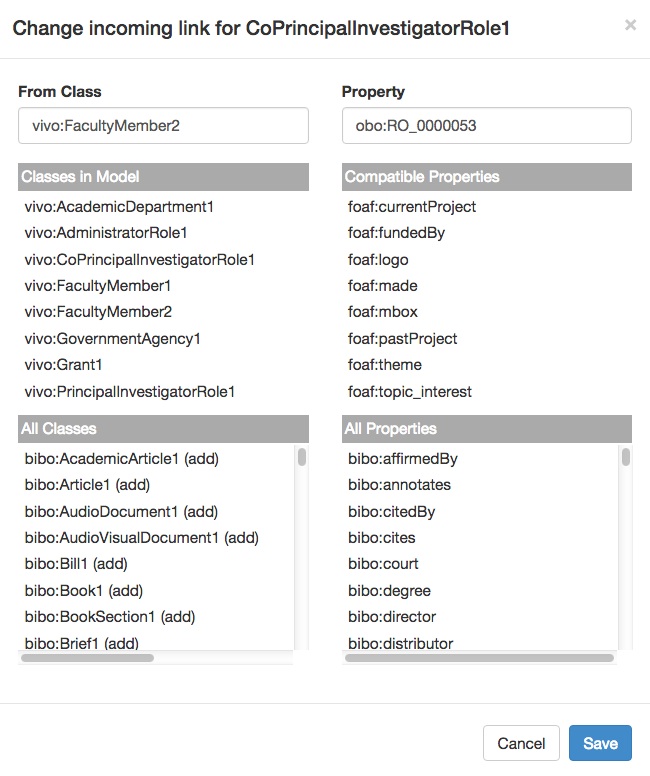 Change incoming link for CoPrincipalInvestigatorRole1
×
From Class
vivo:FacultyMember2
Classes in Model
vivo:AcademicDepartment1
vivo:AdministratorRole1
vivo:CoPrincipalInvestigatorRole1
vivo:FacultyMember1
vivo:FacultyMember2
vivo:GovernmentAgency1
vivo:Grant1
vivo:PrincipalInvestigatorRole1
All Classes
bibo:AcademicArticle1 (add)
bibo:Article1 (add)
bibo:AudioDocument1 (add)
bibo:AudioVisualDocument1 (add)
bibo:Bill1 (add)
bibo:Book1 (add)
bibo:BookSection1 (add)
bibo:Brief1 (add)
Property
obo:RO_0000053
Compatible Properties
foaf:currentProject
foaf:fundedBy
foaf:logo
foaf:made
foaf:mbox
foaf:pastProject
foaf:theme
foaf:topic_interest
All Properties
bibo:affirmedBy
bibo:annotates
bibo:citedBy
bibo:cites
bibo:court
bibo:degree
bibo:director
bibo:distributor
Cancel
Save